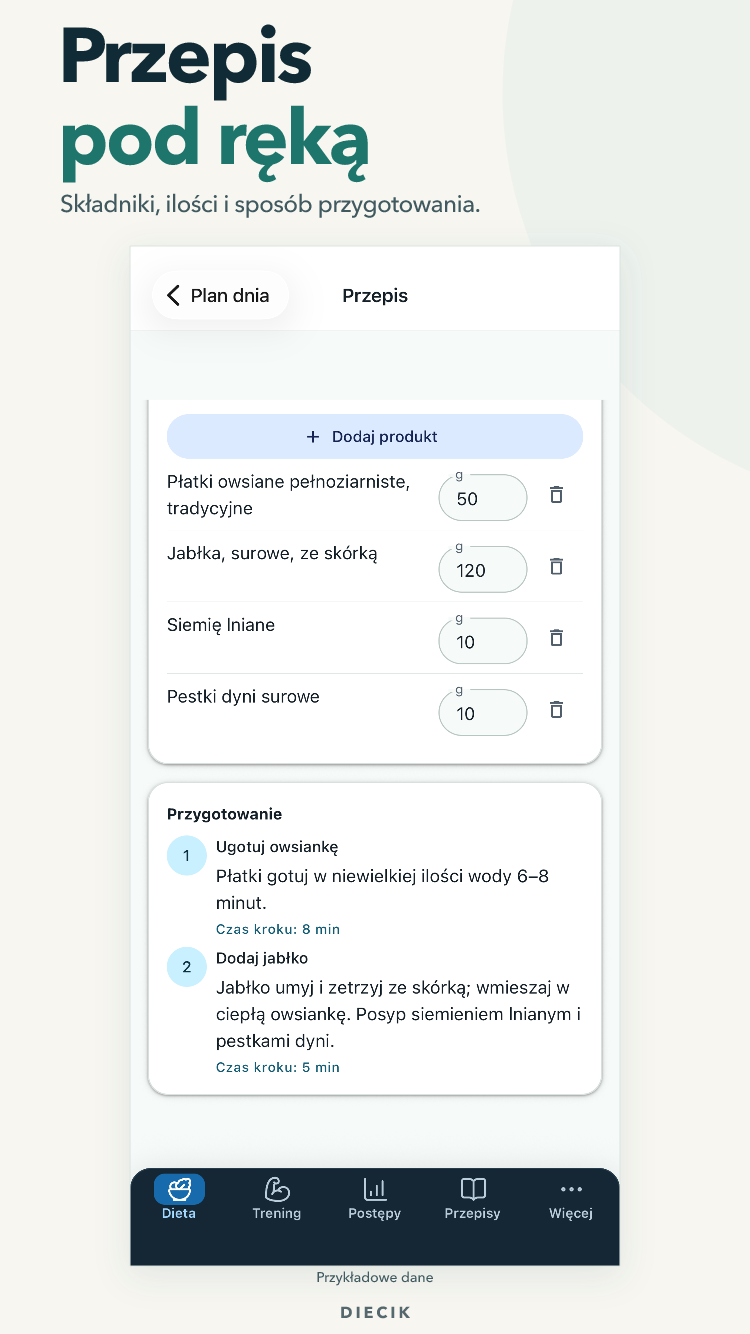 Przepis
pod ręką
Składniki, ilości i sposób przygotowania.
Plan dnia
Przepis
+ Dodaj produkt
Płatki owsiane pełnoziarniste,
tradycyjne
g
50
Jabłka, surowe, ze skórką
g
120
Siemię lniane
g
10
Pestki dyni surowe
g
10
Przygotowanie
1
Ugotuj owsiankę
Płatki gotuj w niewielkiej ilości wody 6–8
minut.
Czas kroku: 8 min
2
Dodaj jabłko
Jabłko umyj i zetrzyj ze skórką; wmieszaj w
ciepłą owsiankę. Posyp siemieniem lnianym i
pestkami dyni.
Czas kroku: 5 min
Dieta
Trening
Postępy
Przepisy
Więcej
Przykładowe dane
DIECIK